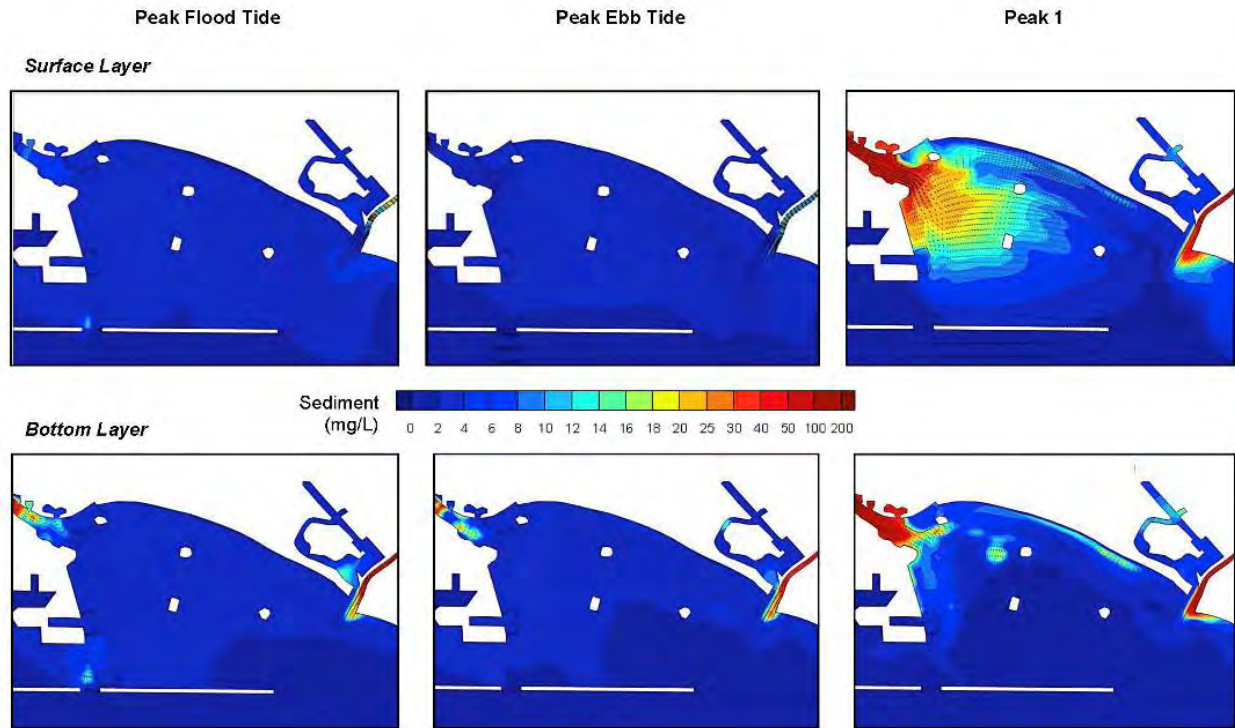 Peak Flood Tide Peak Ebb Tide Peak 1
Surface Layer
Sediment
(mg/L)
0 2 4 6 8 10 12 14 16 18 20 25 30 40 50 100 200
Bottom Layer